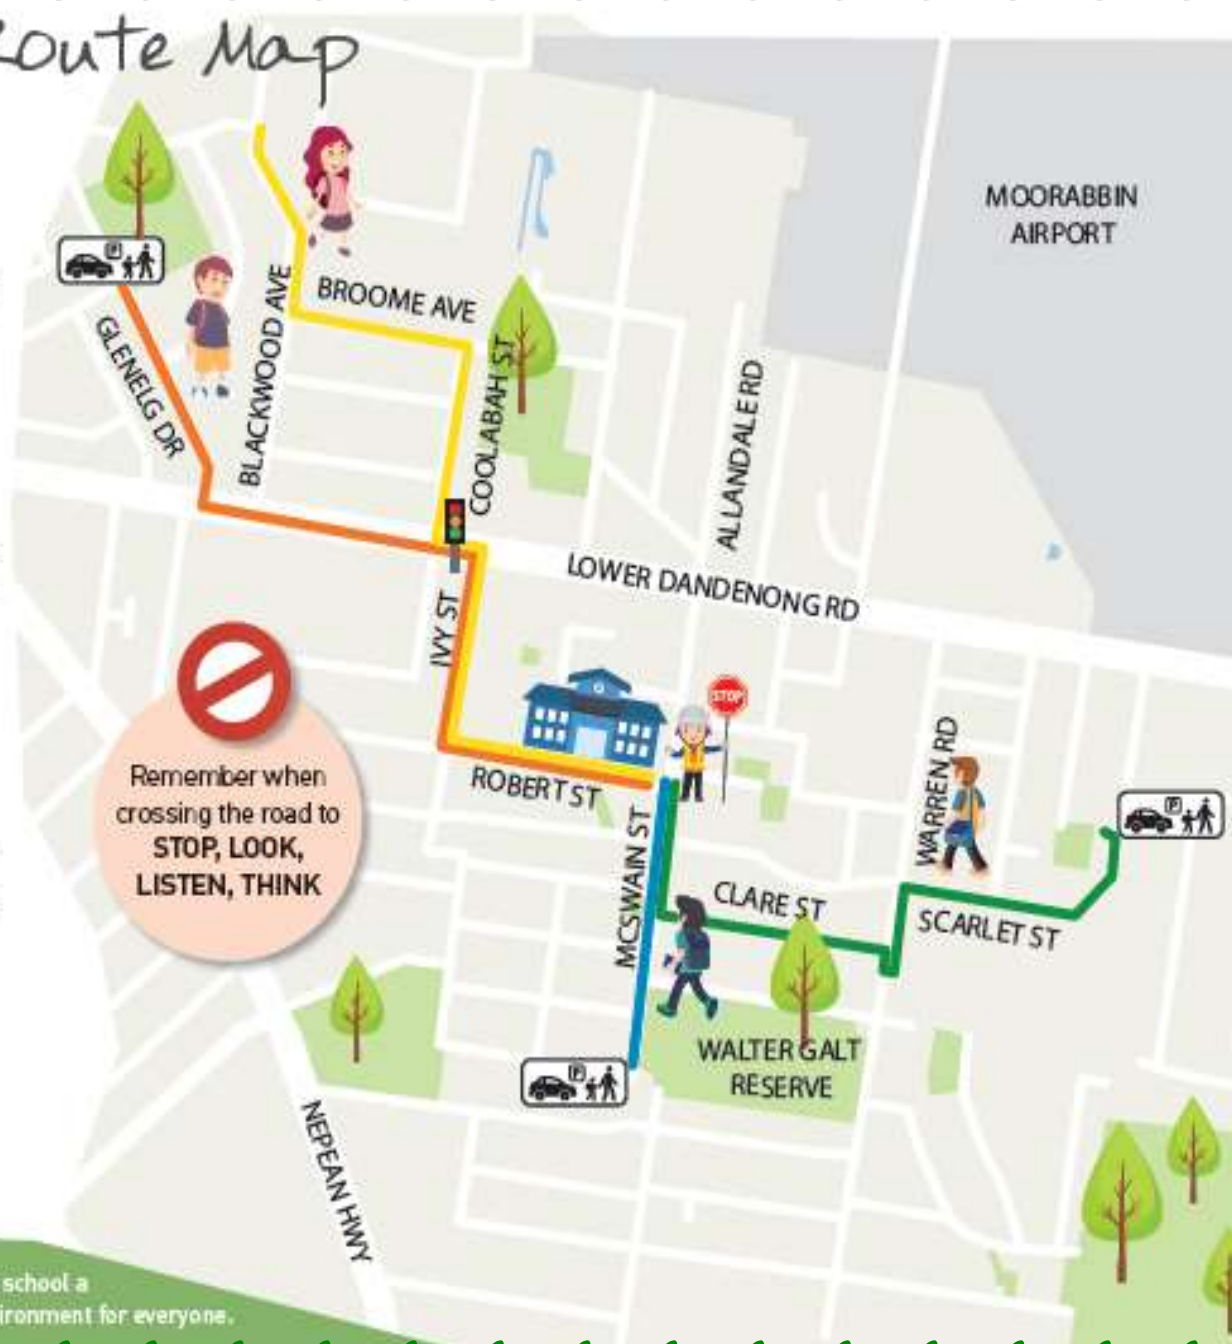 Route Map
MOORABBIN
AIRPORT
P
BROOME AVE
GLENELG DR
BLACKWOOD AVE
COOLABAH ST
ALLANDALE RD
LOWER DANDENONG RD
IVY ST
STOP
Remember when
crossing the road to
STOP, LOOK,
LISTEN, THINK
ROBERT ST
WARREN RD
P
MCSWAIN ST
CLARE ST
SCARLET ST
WALTER GALT
RESERVE
P
NEPEAN HWY
school a
ironment for everyone.